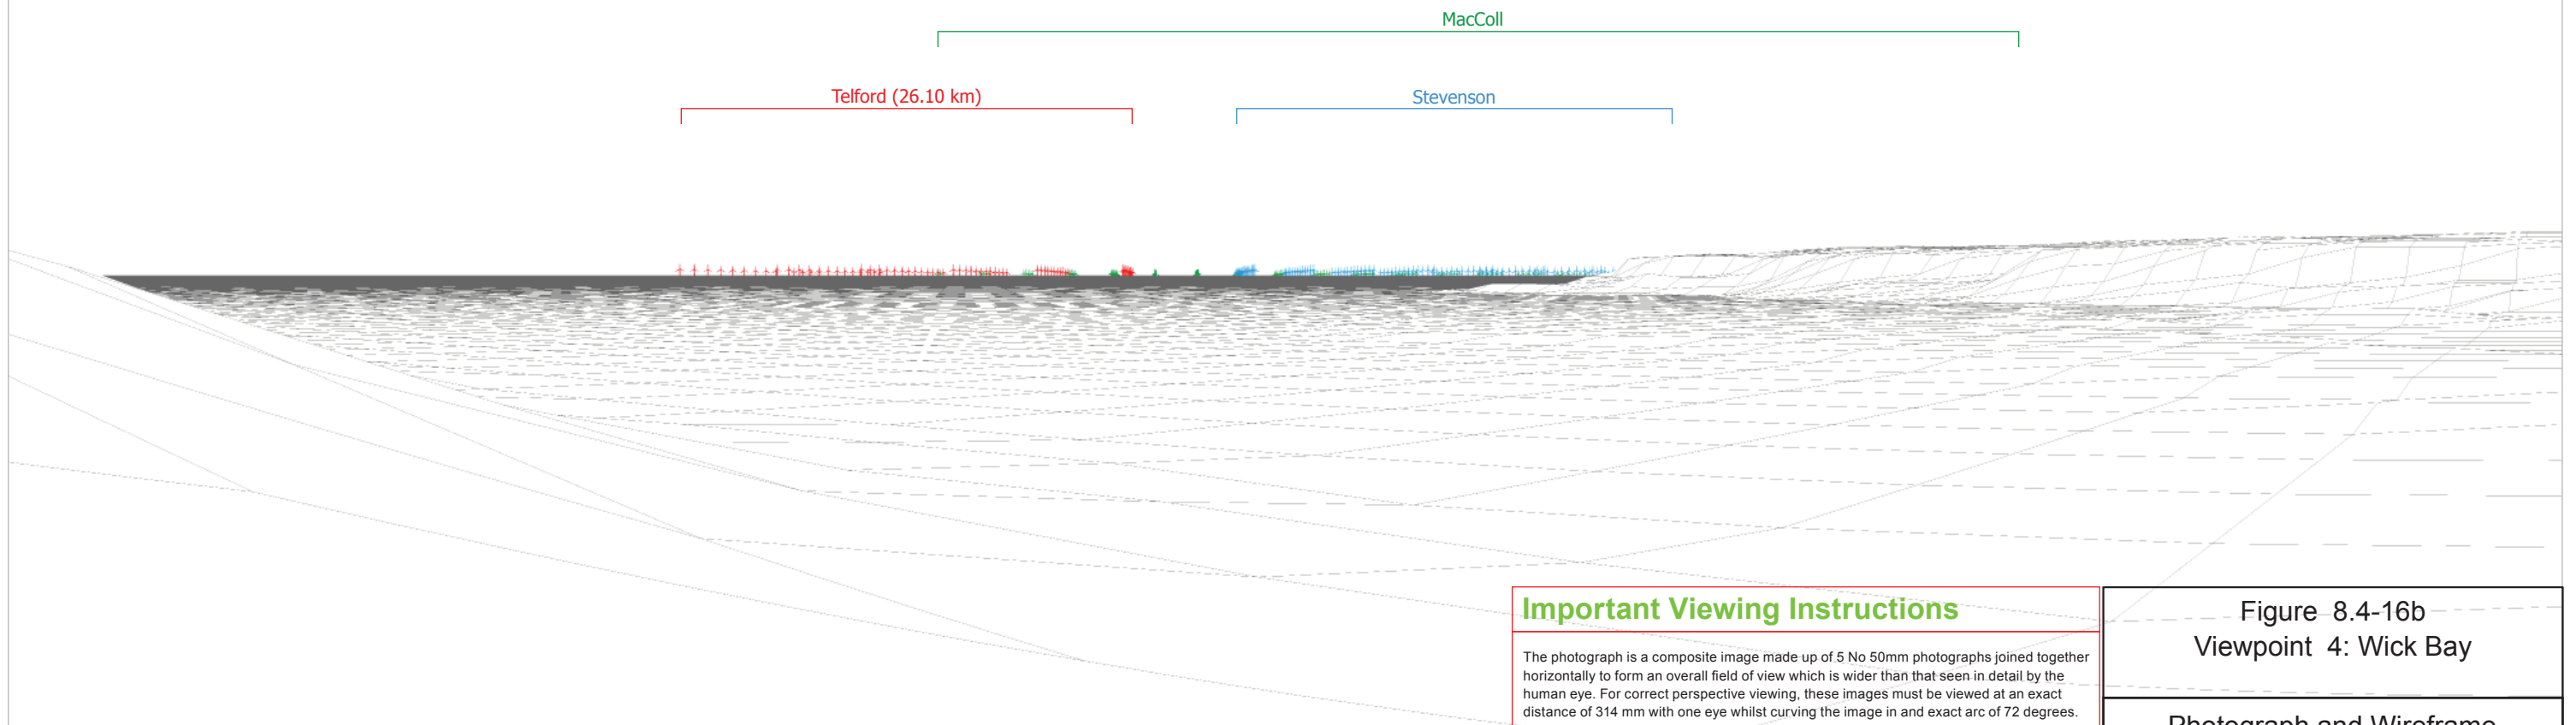 MacColl
Telford (26.10 km)
Stevenson
Important Viewing Instructions
The photograph is a composite image made up of 5 No 50mm photographs joined together
horizontally to form an overall field of view which is wider than that seen in detail by the
human eye. For correct perspective viewing, these images must be viewed at an exact
distance of 314 mm with one eye whilst curving the image in and exact arc of 72 degrees.
Figure 8.4-16b
Viewpoint 4: Wick Bay
Photograph and Wireframe